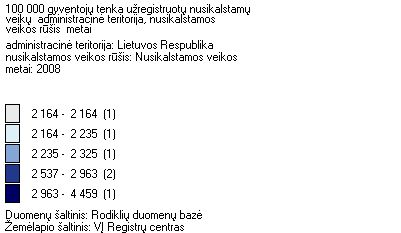 100 000 gyventojų tenka užregistruotų nusikalstamų
veikų  administracinė teritorija, nusikalstamos
veikos rūšis  metai
administracinė teritorija: Lietuvos Respublika
nusikalstamos veikos rūšis: Nusikalstamos veikos
metai: 2008
2 164 -  2 164  (1)
2 164 -  2 235  (1)
2 235 -  2 325  (1)
2 537 -  2 963  (2)
2 963 -  4 459  (1)
Duomenų šaltinis: Rodiklių duomenų bazė
Žemėlapio šaltinis: VĮ Registrų centras